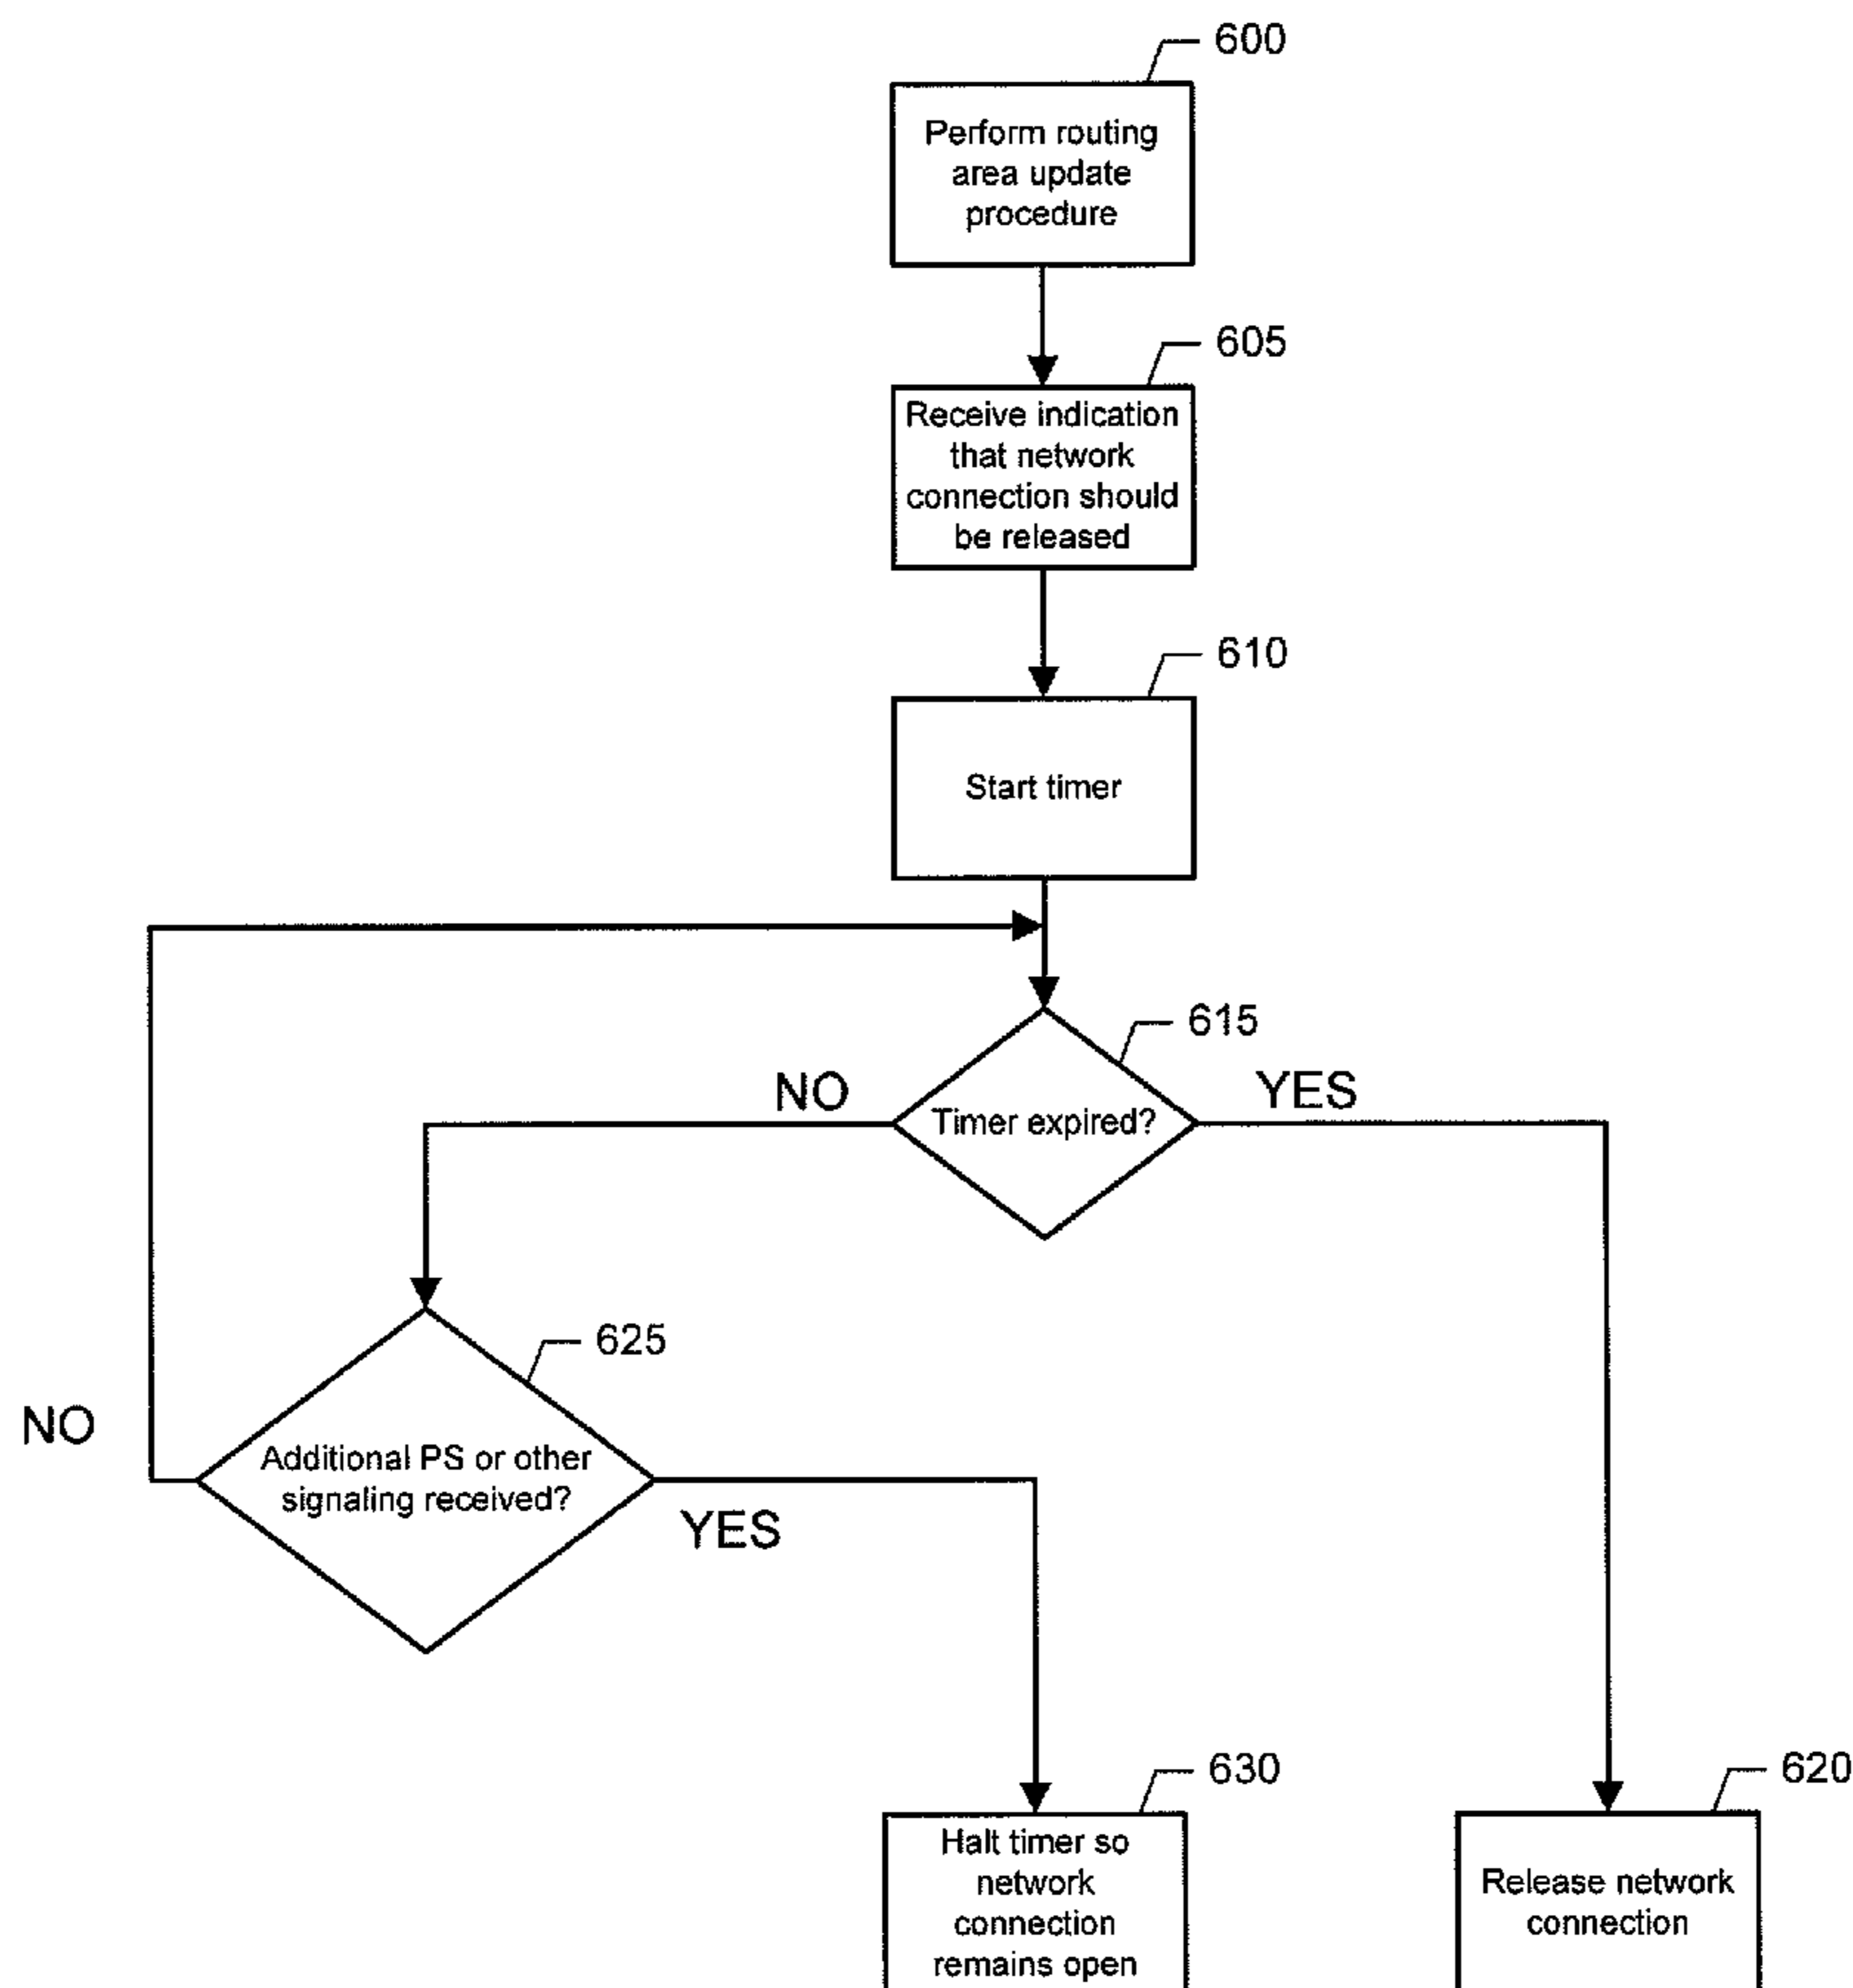 600
Perform routing
area update
procedure
605
Receive indication
that network
connection should
be released
610
Start timer
615
NO
YES
Timer expired?
625
NO
Additional PS or other
signaling received?
YES
630
620
Halt timer so
network
connection
remains open
Release network
connection